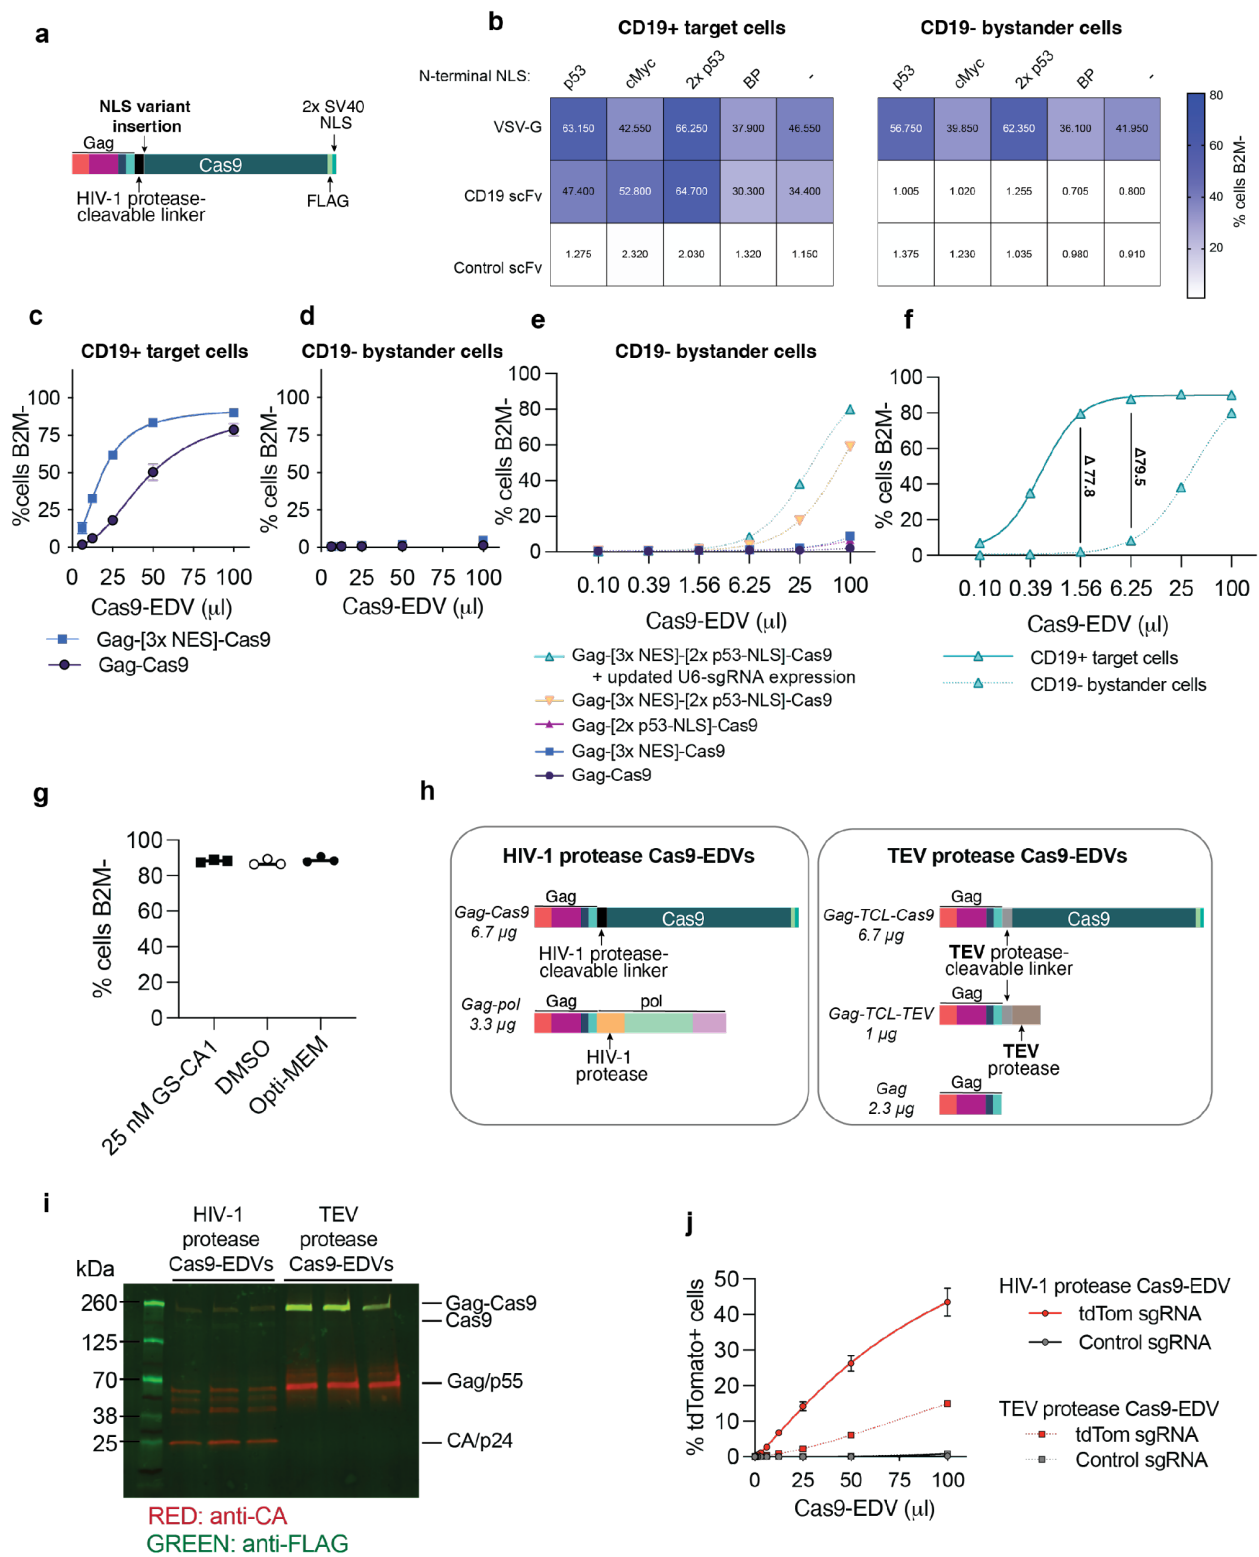 a
NLS variant
insertion
2x SV40
NLS
Gag
Cas9
HIV-1 protease-
cleavable linker
FLAG
b
CD19+ target cells
CD19- bystander cells
N-terminal NLS:
p53
cMyc
2x p53
BP
-
p53
cMyc
2x p53
BP
-
VSV-G
63.150
42.550
66.250
37.900
46.550
56.750
39.850
62.350
36.100
41.950
CD19 scFv
47.400
52.800
64.700
30.300
34.400
1.005
1.020
1.255
0.705
0.800
Control scFv
1.275
2.320
2.030
1.320
1.150
1.375
1.230
1.035
0.980
0.910
80
60
40
20
% cells B2M-
c
CD19+ target cells
%cells B2M-
100
75
50
25
0
0 25 50 75 100
Cas9-EDV (µl)
Gag-[3x NES]-Cas9
Gag-Cas9
d
CD19- bystander cells
% cells B2M-
100
75
50
25
0
0 25 50 75 100
Cas9-EDV (µl)
e
CD19- bystander cells
% cells B2M-
100
80
60
40
20
0
0.10 0.39 1.56 6.25 25 100
Cas9-EDV (µl)
Gag-[3x NES]-[2x p53-NLS]-Cas9
+ updated U6-sgRNA expression
Gag-[3x NES]-[2x p53-NLS]-Cas9
Gag-[2x p53-NLS]-Cas9
Gag-[3x NES]-Cas9
Gag-Cas9
f
% cells B2M-
100
80
60
40
20
0
Δ 77.8
Δ79.5
0.10 0.39 1.56 6.25 25 100
Cas9-EDV (µl)
CD19+ target cells
CD19- bystander cells
g
% cells B2M-
100
80
60
40
20
0
25 nM GS-CA1
DMSO
Opti-MEM
h
HIV-1 protease Cas9-EDVs
Gag
Gag-Cas9
6.7 µg
Cas9
HIV-1 protease-
cleavable linker
Gag pol
Gag-pol
3.3 µg
HIV-1
protease
TEV protease Cas9-EDVs
Gag
Gag-TCL-Cas9
6.7 µg
Cas9
TEV protease-
cleavable linker
Gag
Gag-TCL-TEV
1 µg
TEV
protease
Gag
Gag
2.3 µg
i
HIV-1
protease
Cas9-EDVs
TEV
protease
Cas9-EDVs
kDa
260
125
70
38
25
Gag-Cas9
Cas9
Gag/p55
CA/p24
RED: anti-CA
GREEN: anti-FLAG
j
% tdTomato+ cells
50
40
30
20
10
0
0 25 50 75 100
Cas9-EDV (µl)
HIV-1 protease Cas9-EDV
tdTom sgRNA
Control sgRNA
TEV protease Cas9-EDV
tdTom sgRNA
Control sgRNA